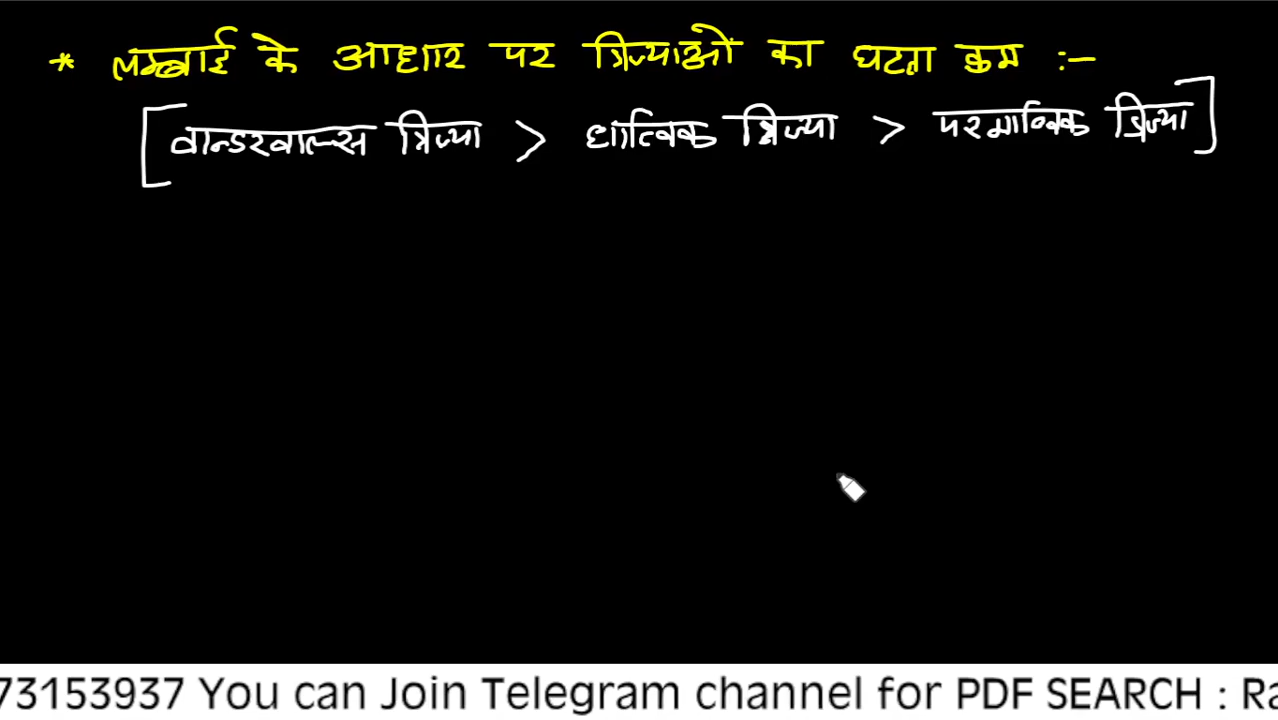 * लम्बाई के आधार पर त्रिज्याओं का घटता क्रम :-
[वान्डरवाल्स त्रिज्या > धात्विक त्रिज्या > परमाण्विक त्रिज्या]
73153937 You can Join Telegram channel for PDF SEARCH : Ra